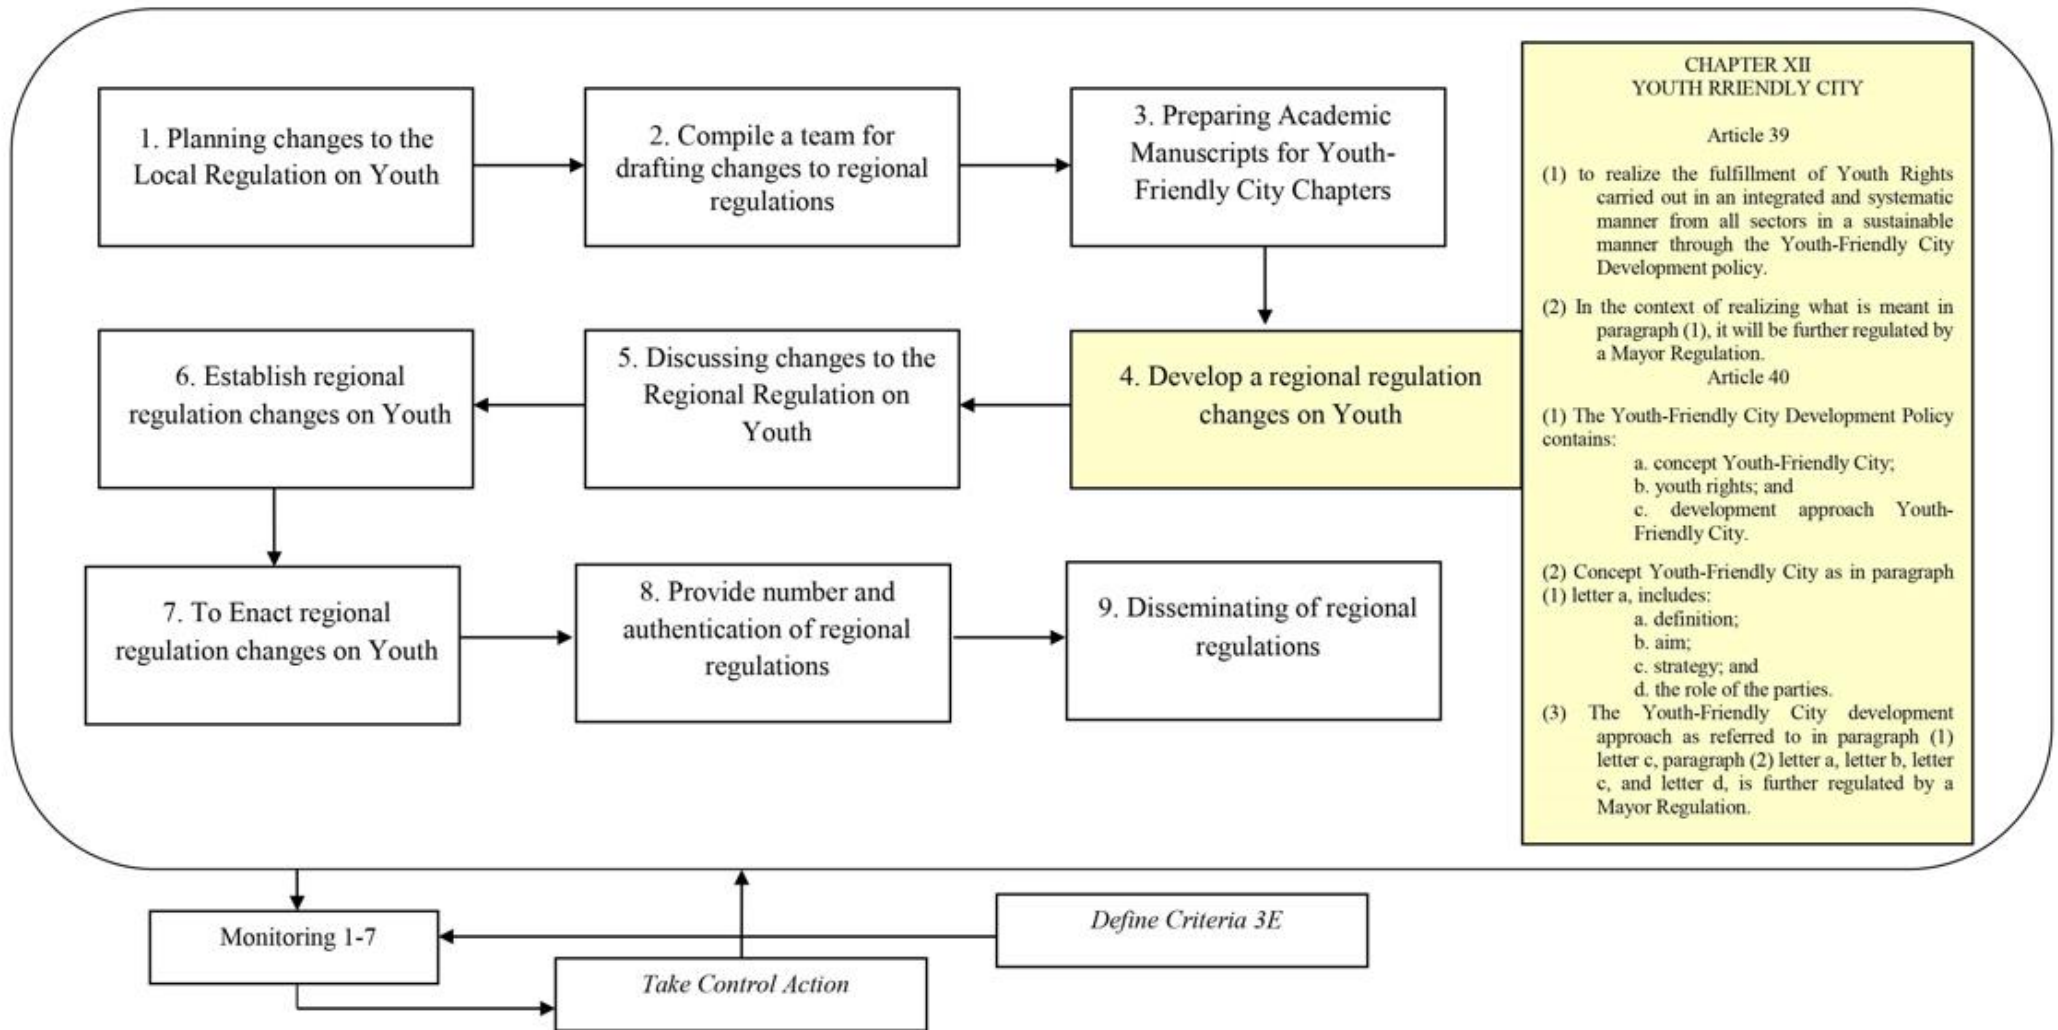 1. Planning changes to the
Local Regulation on Youth
2. Compile a team for
drafting changes to regional
regulations
3. Preparing Academic
Manuscripts for Youth-
Friendly City Chapters
4. Develop a regional regulation
changes on Youth
5. Discussing changes to the
Regional Regulation on
Youth
6. Establish regional
regulation changes on Youth
7. To Enact regional
regulation changes on Youth
8. Provide number and
authentication of regional
regulations
9. Disseminating of regional
regulations
CHAPTER XII
YOUTH RRIENDLY CITY
Article 39
(1) to realize the fulfillment of Youth Rights
carried out in an integrated and systematic
manner from all sectors in a sustainable
manner through the Youth-Friendly City
Development policy.
(2) In the context of realizing what is meant in
paragraph (1), it will be further regulated by
a Mayor Regulation.
Article 40
(1) The Youth-Friendly City Development Policy
contains:
a. concept Youth-Friendly City;
b. youth rights; and
c. development approach Youth-
Friendly City.
(2) Concept Youth-Friendly City as in paragraph
(1) letter a, includes:
a. definition;
b. aim;
c. strategy; and
d. the role of the parties.
(3) The Youth-Friendly City development
approach as referred to in paragraph (1)
letter c, paragraph (2) letter a, letter b, letter
c, and letter d, is further regulated by a
Mayor Regulation.
Monitoring 1-7
Define Criteria 3E
Take Control Action